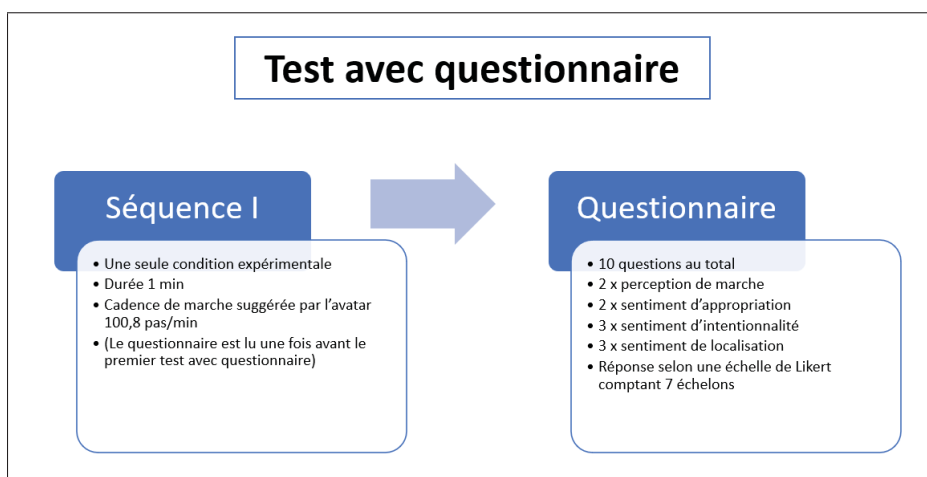 Test avec questionnaire
Séquence I
• Une seule condition expérimentale
• Durée 1 min
• Cadence de marche suggérée par l'avatar
100,8 pas/min
• (Le questionnaire est lu une fois avant le
premier test avec questionnaire)
Questionnaire
• 10 questions au total
• 2 x perception de marche
• 2 x sentiment d'appropriation
• 3 x sentiment d'intentionnalité
• 3 x sentiment de localisation
• Réponse selon une échelle de Likert
comptant 7 échelons